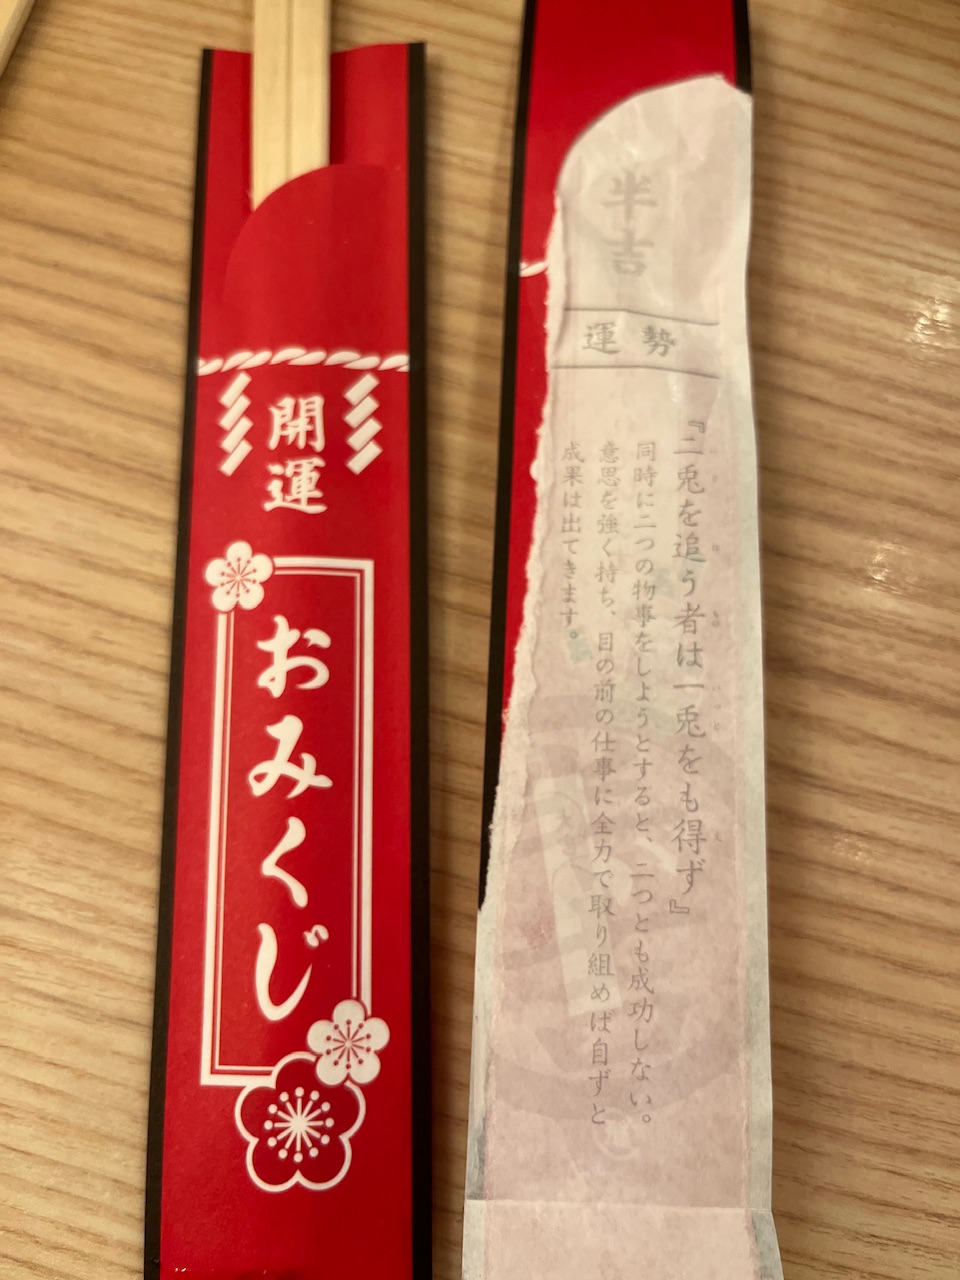 開運
おみくじ
半吉
運勢
『二兎を追う者は一兎をも得ず』
同時に二つの物事をしようとすると、二つとも成功しない。
意思を強く持ち、目の前の仕事に全力で取り組めば自ずと
成果は出てきます。